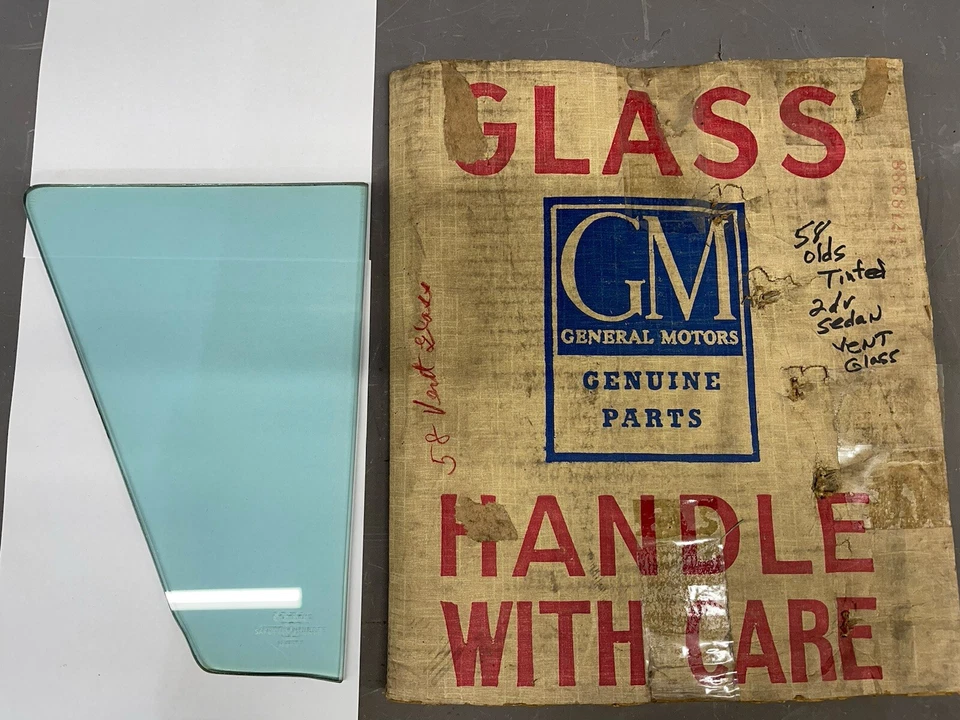 GLASS
GM
GENERAL MOTORS
GENUINE
PARTS
58
olds
Tinted
2dr
sedan
VENT
Glass
58 Vent Glass
HANDLE
WITH CARE